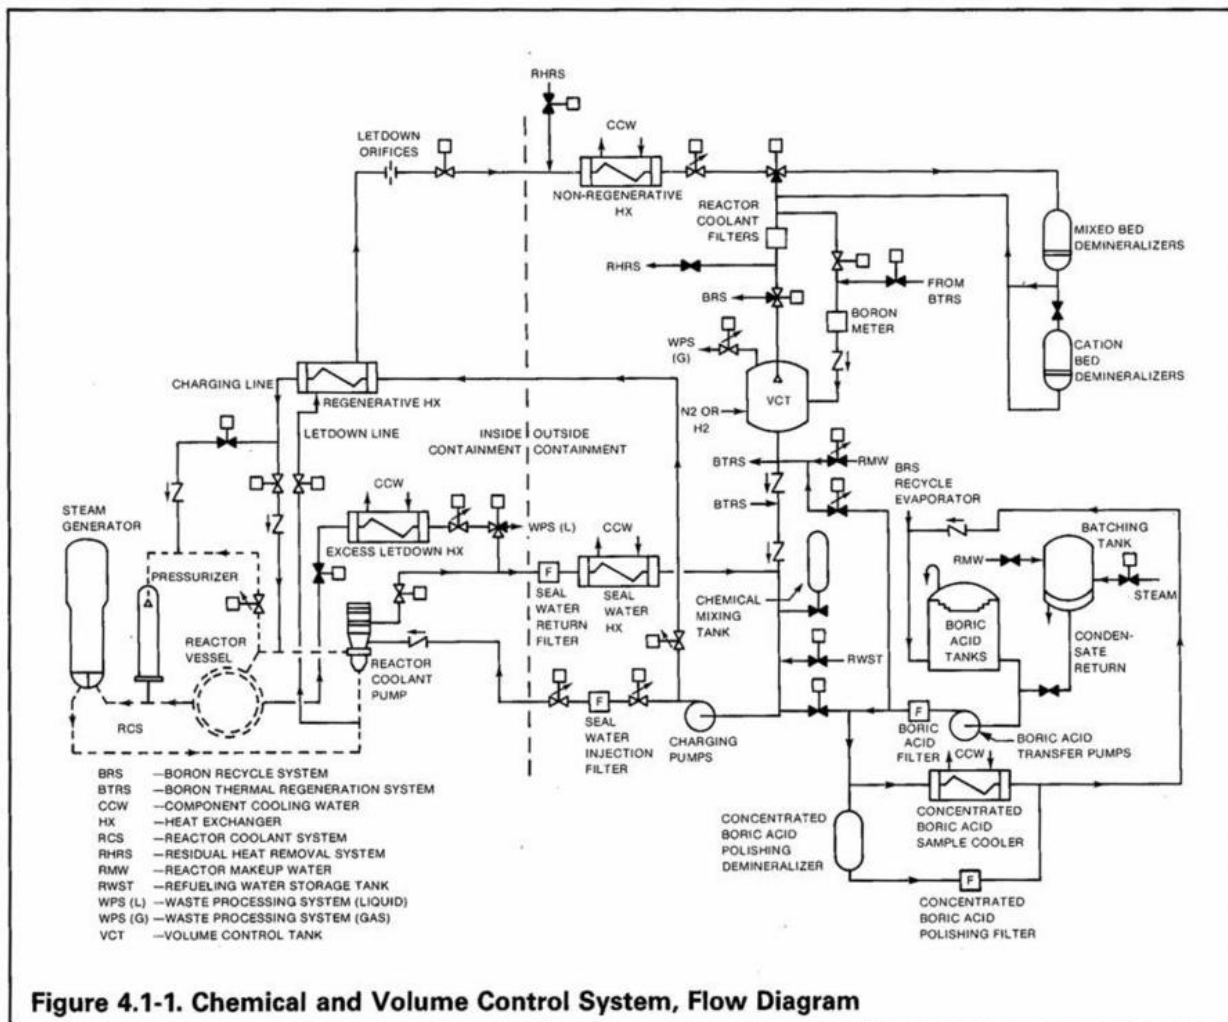 RHRS
LETDOWN
ORIFICES
CCW
NON-REGENERATIVE
HX
REACTOR
COOLANT
FILTERS
MIXED BED
DEMINERALIZERS
RHRS
FROM
BTRS
BRS
BORON
METER
WPS
(G)
CATION
BED
DEMINERALIZERS
CHARGING LINE
REGENERATIVE HX
VCT
N2 OR
H2
LETDOWN LINE
INSIDE
CONTAINMENT
OUTSIDE
CONTAINMENT
BTRS
RMW
BRS
RECYCLE
EVAPORATOR
CCW
BTRS
STEAM
GENERATOR
WPS (L)
CCW
BATCHING
TANK
EXCESS LETDOWN HX
RMW
PRESSURIZER
F
SEAL
WATER
RETURN
FILTER
SEAL
WATER
HX
CHEMICAL
MIXING
TANK
STEAM
BORIC
ACID
TANKS
CONDEN-
SATE
RETURN
REACTOR
VESSEL
REACTOR
COOLANT
PUMP
RWST
RCS
F
SEAL
WATER
INJECTION
FILTER
CHARGING
PUMPS
F
BORIC
ACID
FILTER
BORIC ACID
TRANSFER PUMPS
CCW
CONCENTRATED
BORIC ACID
SAMPLE COOLER
CONCENTRATED
BORIC ACID
POLISHING
DEMINERALIZER
F
CONCENTRATED
BORIC ACID
POLISHING FILTER
BRS —BORON RECYCLE SYSTEM
BTRS —BORON THERMAL REGENERATION SYSTEM
CCW —COMPONENT COOLING WATER
HX —HEAT EXCHANGER
RCS —REACTOR COOLANT SYSTEM
RHRS —RESIDUAL HEAT REMOVAL SYSTEM
RMW —REACTOR MAKEUP WATER
RWST —REFUELING WATER STORAGE TANK
WPS (L) —WASTE PROCESSING SYSTEM (LIQUID)
WPS (G) —WASTE PROCESSING SYSTEM (GAS)
VCT —VOLUME CONTROL TANK
Figure 4.1-1. Chemical and Volume Control System, Flow Diagram